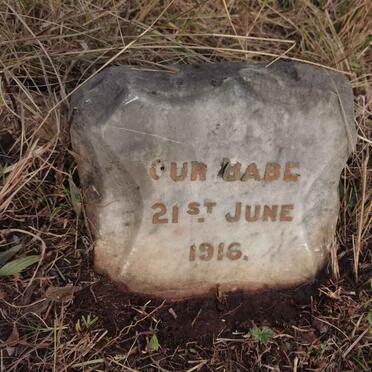 OUR BABE
21ST JUNE
1916.